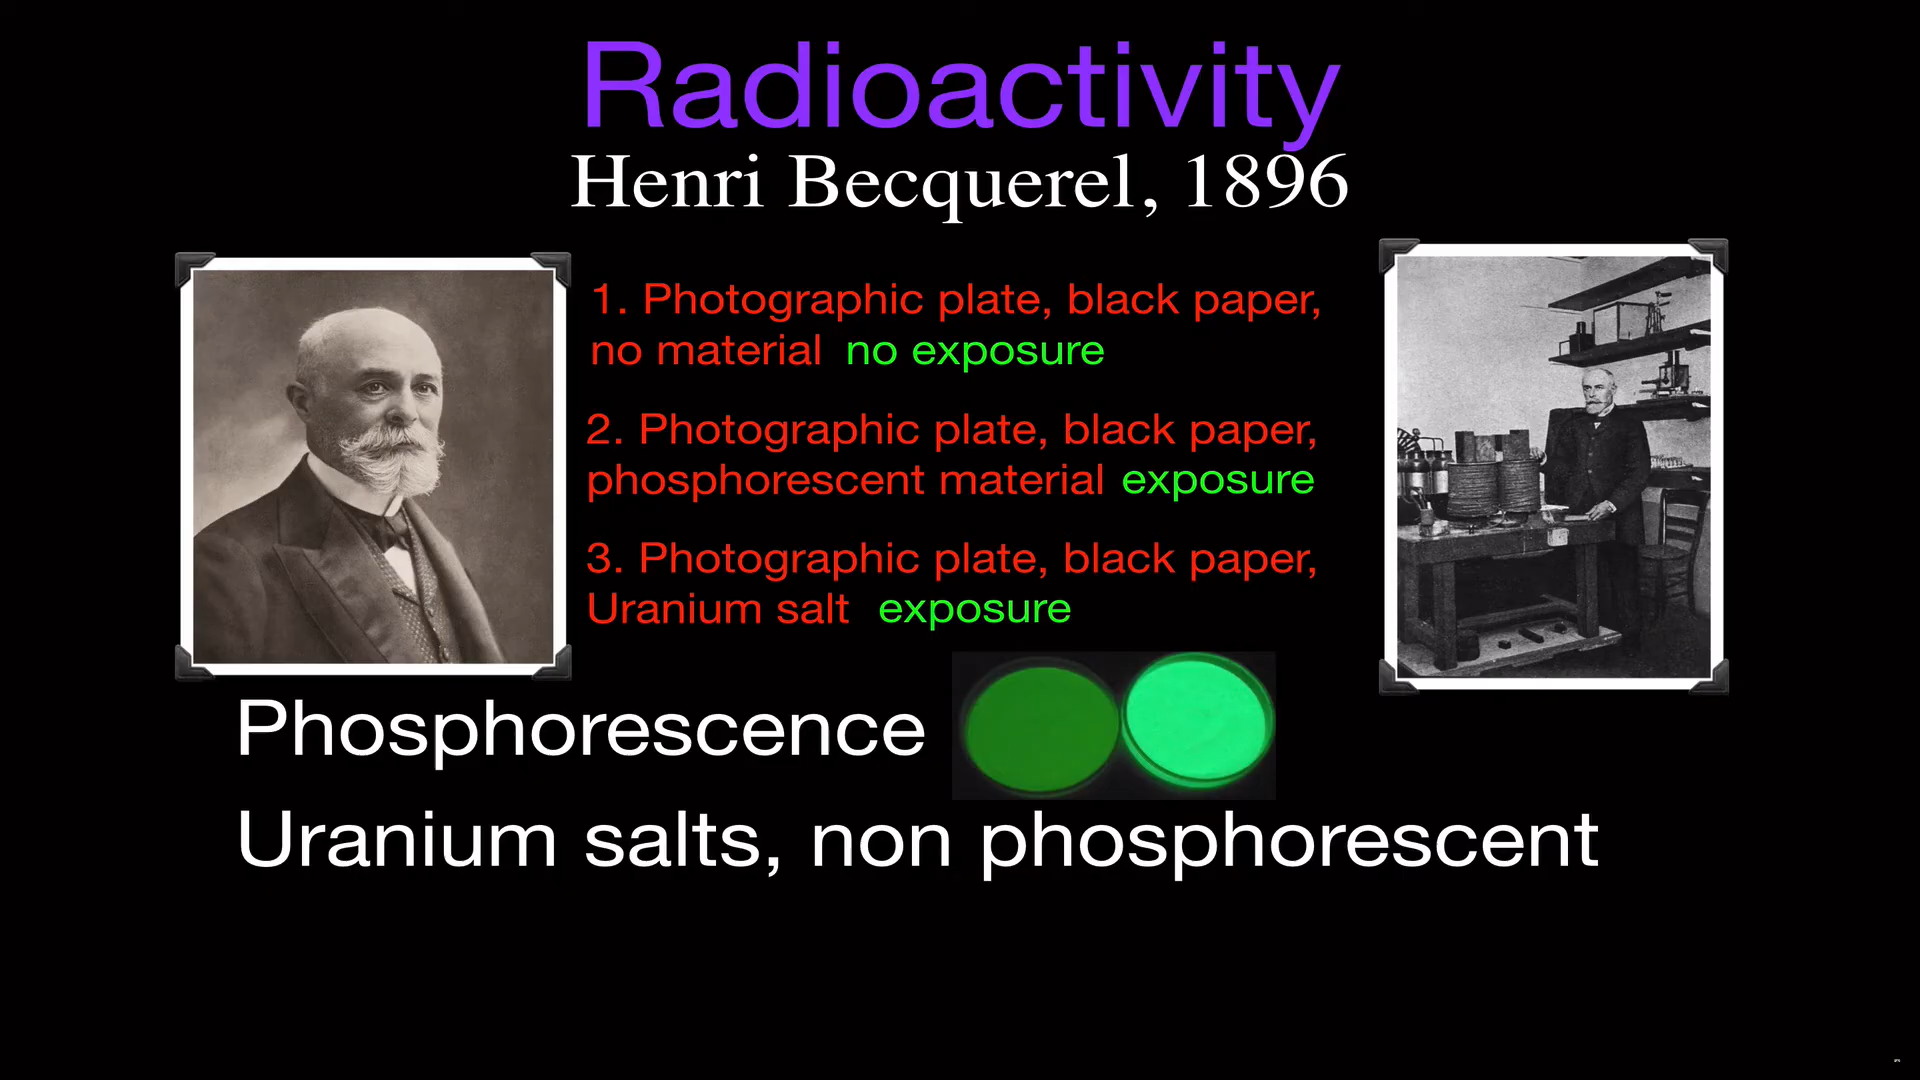 Radioactivity
Henri Becquerel, 1896
1. Photographic plate, black paper,
no material no exposure
2. Photographic plate, black paper,
phosphorescent material exposure
3. Photographic plate, black paper,
Uranium salt exposure
Phosphorescence
Uranium salts, non phosphorescent